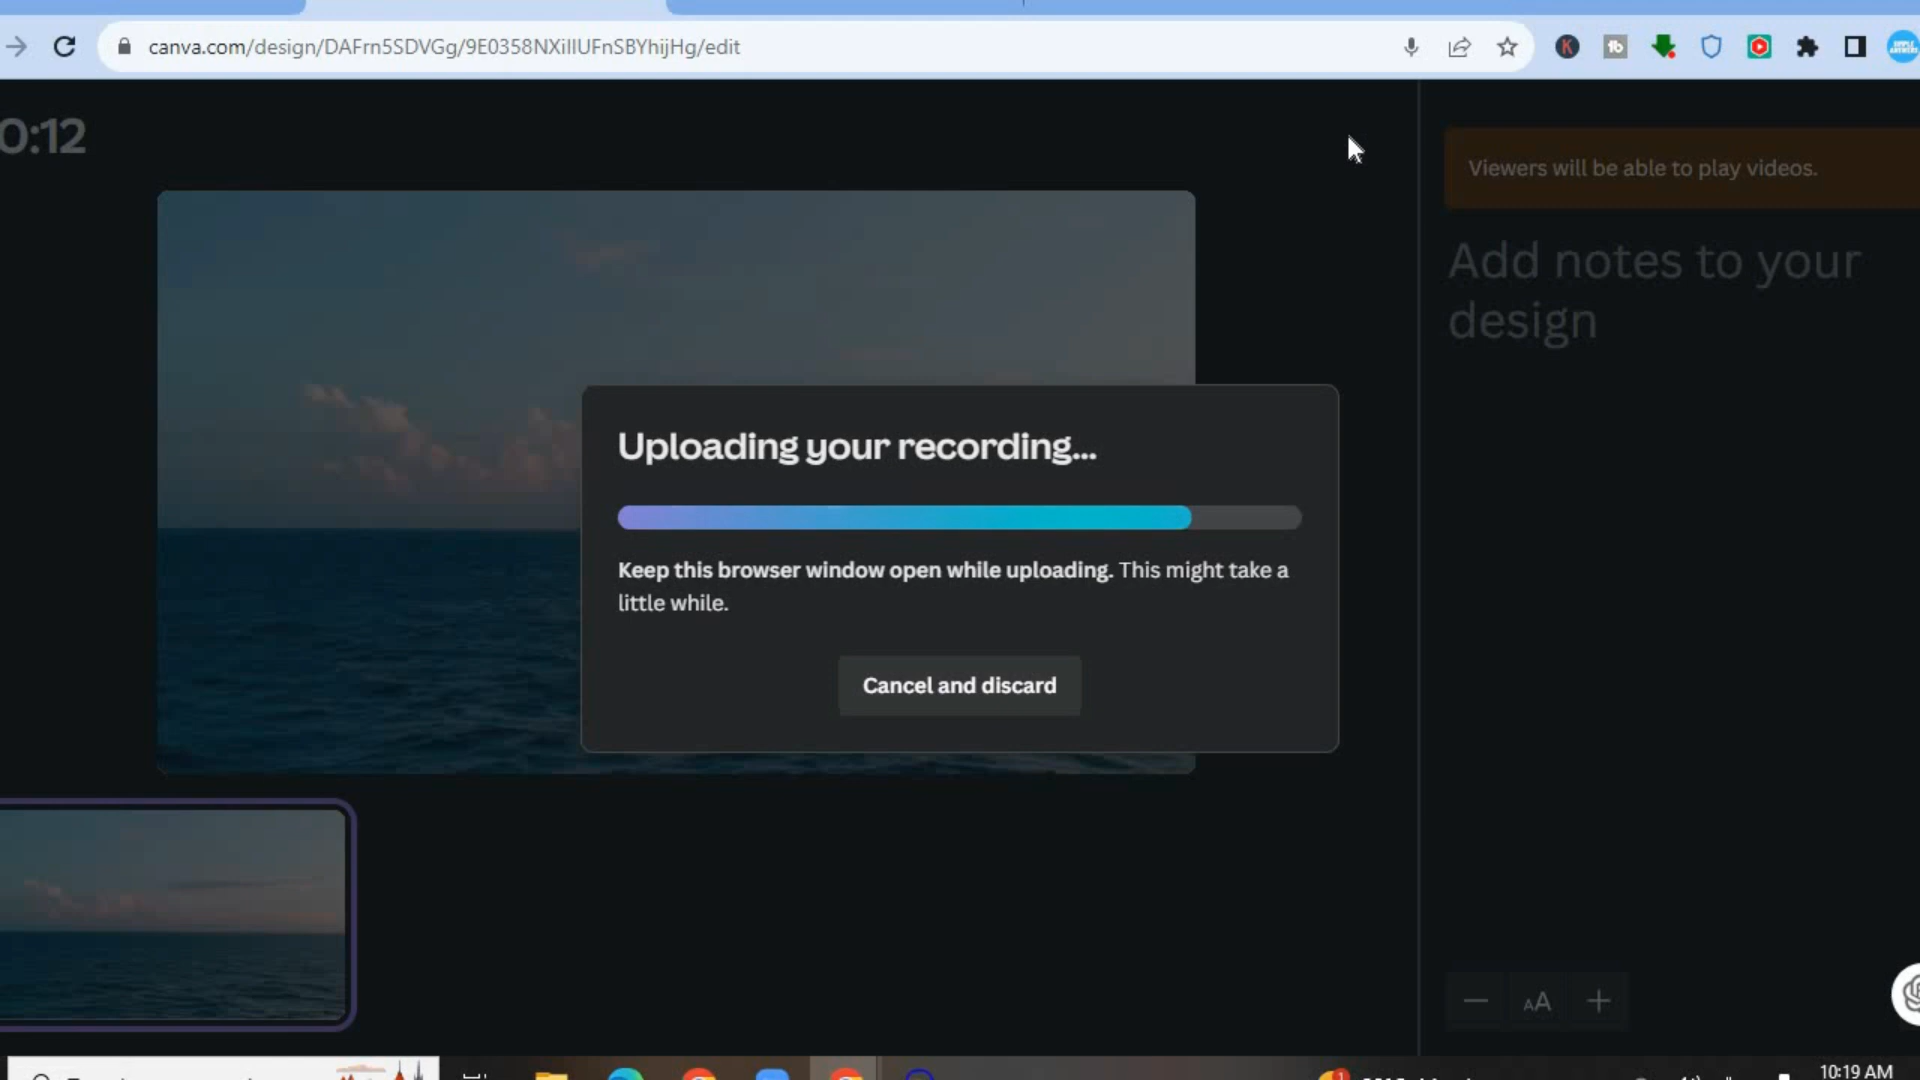 canva.com/design/DAFrn5SDVGg/9E0358NXiIlUFnSBYhijHg/edit
0:12
Viewers will be able to play videos.
Add notes to your
design
Uploading your recording...
Keep this browser window open while uploading. This might take a
little while.
Cancel and discard
AA
10:19 AM